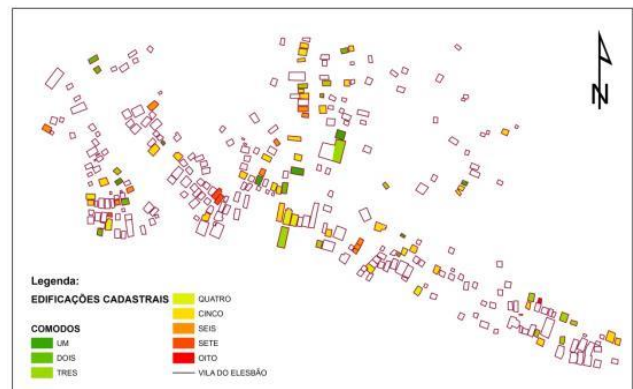 N
Legenda:
EDIFICAÇÕES CADASTRAIS
COMODOS
UM
DOIS
TRES
QUATRO
CINCO
SEIS
SETE
OITO
VILA DO ELESBÃO